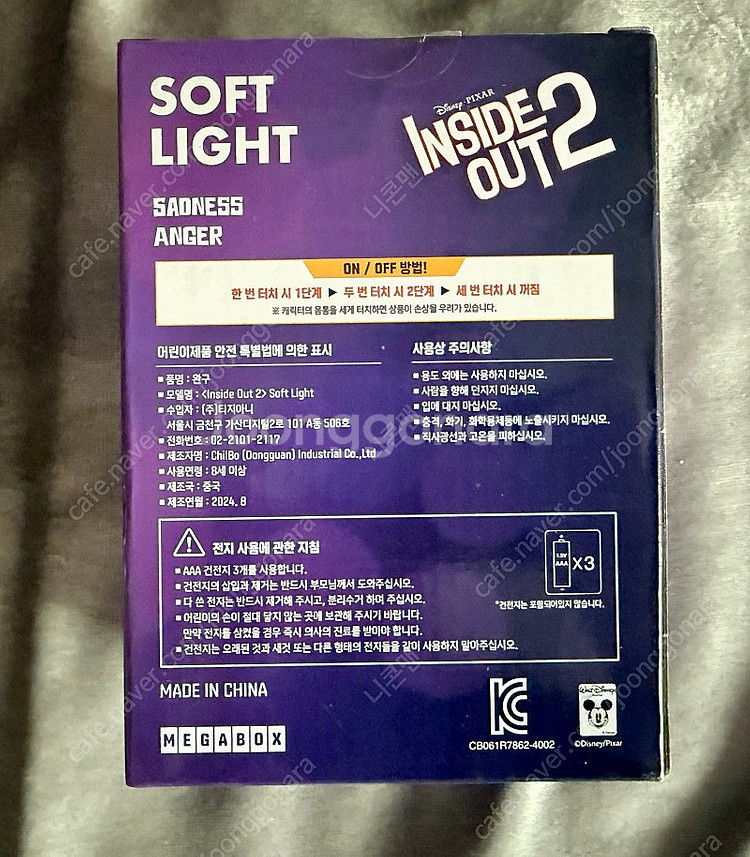 SOFT
LIGHT
Disney · PIXAR
INSIDE
OUT 2
SADNESS
ANGER
ON / OFF 방법!
한 번 터치 시 1단계 ▶ 두 번 터치 시 2단계 ▶ 세 번 터치 시 꺼짐
※ 캐릭터의 몸통을 세게 터치하면 상품이 손상될 우려가 있습니다.
어린이제품 안전 특별법에 의한 표시
■ 품명 : 완구
■ 모델명 : <Inside Out 2> Soft Light
■ 수입자 : (주)티지아니
서울시 금천구 가산디지털2로 101 A동 506호
■ 전화번호 : 02-2101-2117
■ 제조자명 : ChilBo (Dongguan) Industrial Co.,Ltd
■ 사용연령 : 8세 이상
■ 제조국 : 중국
■ 제조연월 : 2024. 8
사용상 주의사항
■ 용도 외에는 사용하지 마십시오.
■ 사람을 향해 던지지 마십시오.
■ 입에 대지 마십시오.
■ 충격, 화기, 화학용제등에 노출시키지 마십시오.
■ 직사광선과 고온을 피하십시오.
전지 사용에 관한 지침
■ AAA 건전지 3개를 사용합니다.
■ 건전지의 삽입과 제거는 반드시 부모님께서 도와주십시오.
■ 다 쓴 전지는 반드시 제거해 주시고, 분리수거 하여 주십시오.
■ 어린이의 손이 절대 닿지 않는 곳에 보관해 주시기 바랍니다.
만약 전지를 삼켰을 경우 즉시 의사의 진료를 받이야 합니다.
■ 건전지는 오래된 것과 새것 또는 다른 형태의 전지들을 같이 사용하지 말아주십시오.
1.5V
AAA
X3
*건전지는 포함되어있지 않습니다.
MADE IN CHINA
MEGABOX
KC
CB061R7862-4002
WALT DISNEY
©Disney/Pixar
cafe.naver.com/joonggonara
나콘맨
joonggonara